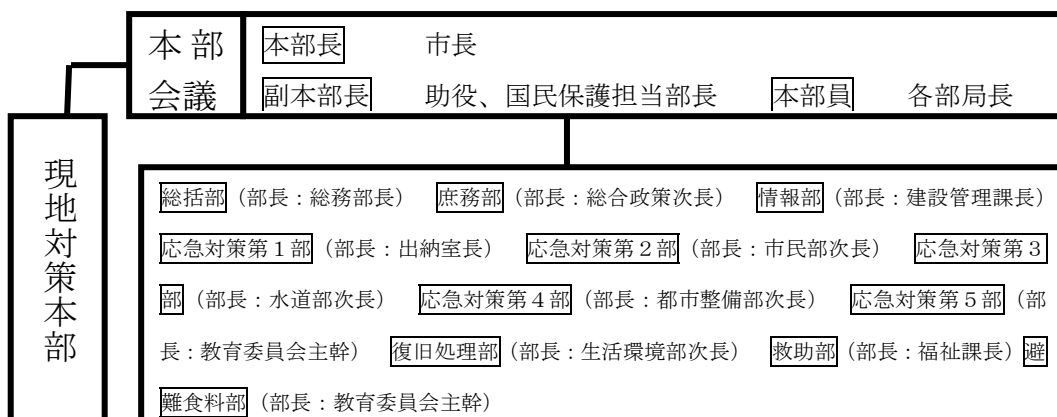 本部 本部長 市長
会議 副本部長 助役、国民保護担当部長 本部員 各部局長
現地対策本部
総括部(部長:総務部長) 庶務部(部長:総合政策次長) 情報部(部長:建設管理課長)
応急対策第1部(部長:出納室長) 応急対策第2部(部長:市民部次長) 応急対策第3
部(部長:水道部次長) 応急対策第4部(部長:都市整備部次長) 応急対策第5部(部
長:教育委員会主幹) 復旧処理部(部長:生活環境部次長) 救助部(部長:福祉課長)避
難食料部(部長:教育委員会主幹)